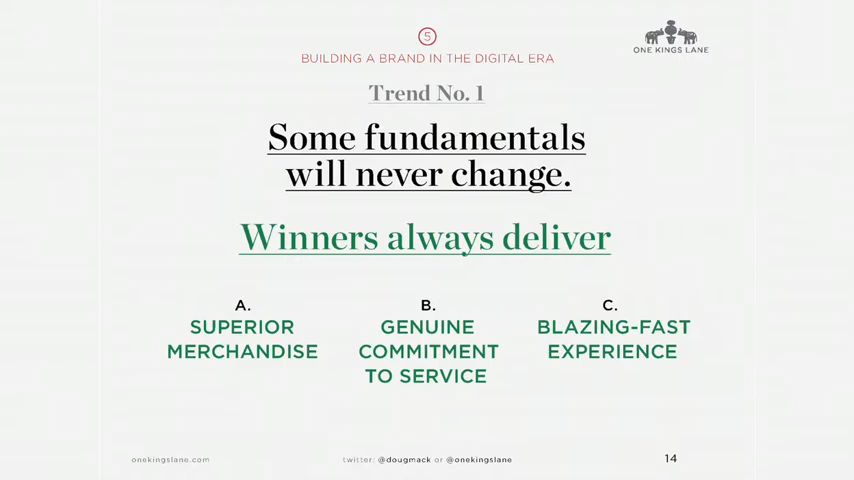 5
BUILDING A BRAND IN THE DIGITAL ERA
ONE KINGS LANE
Trend No. 1
Some fundamentals
will never change.
Winners always deliver
A.
SUPERIOR
MERCHANDISE
B.
GENUINE
COMMITMENT
TO SERVICE
C.
BLAZING-FAST
EXPERIENCE
onekingslane.com
twitter: @dougmack or @onekingslane
14